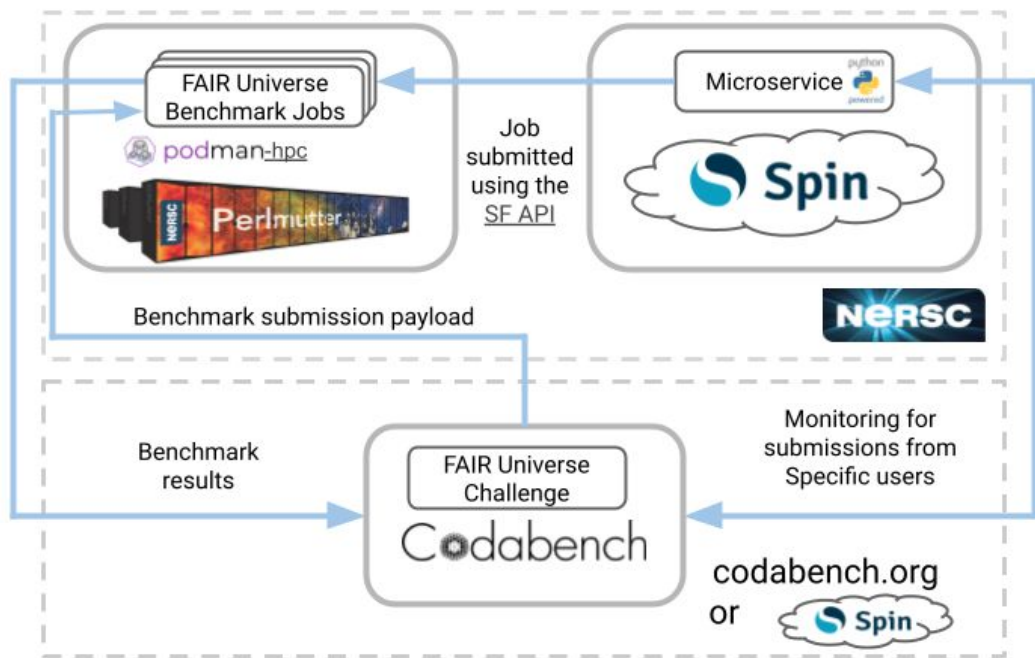 FAIR Universe
Benchmark Jobs
podman-hpc
NERSC
Perlmutter
Job
submitted
using the
SF API
Microservice
python
powered
Spin
Benchmark submission payload
NERSC
Benchmark
results
FAIR Universe
Challenge
Codabench
Monitoring for
submissions from
Specific users
codabench.org
or
Spin